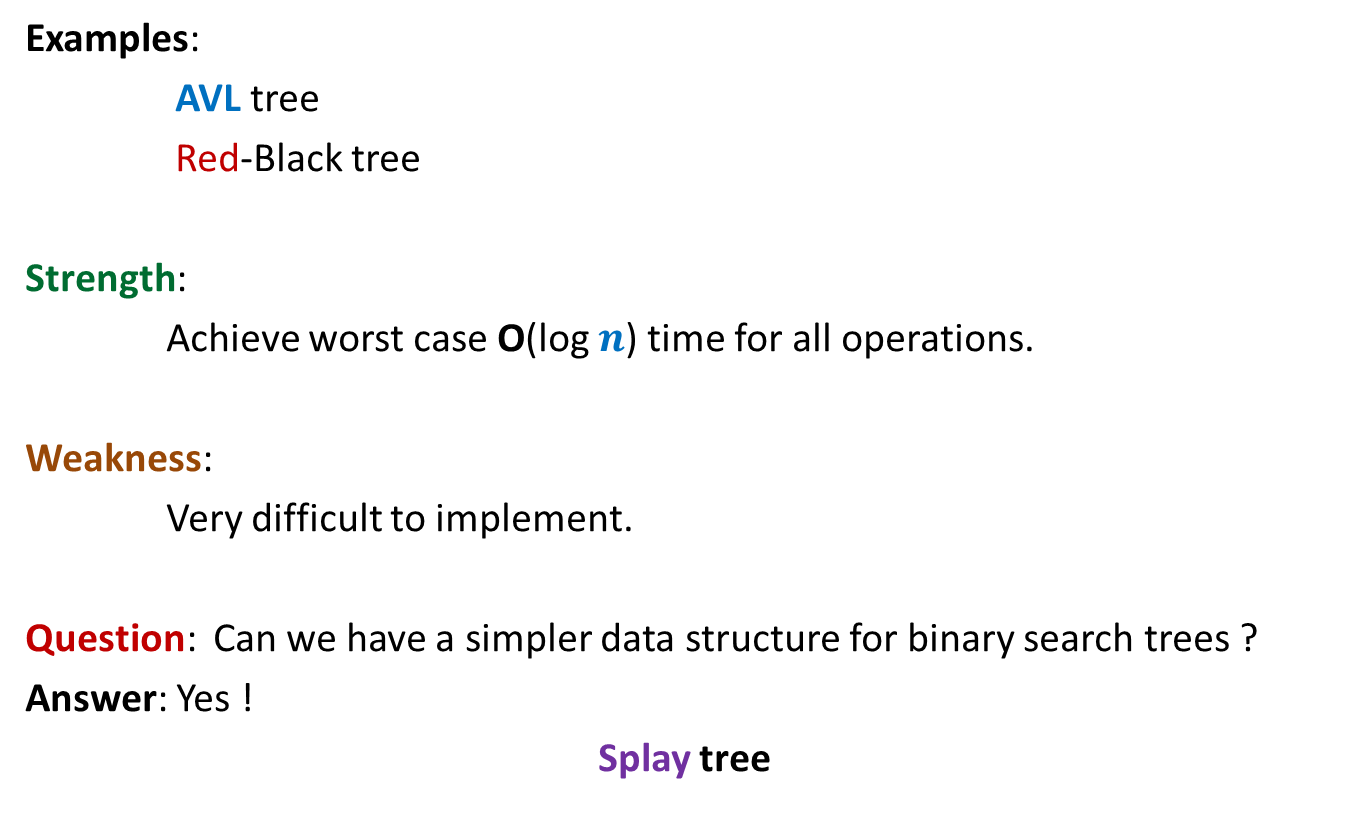 Examples:
AVL tree
Red-Black tree
Strength:
Achieve worst case O(log n) time for all operations.
Weakness:
Very difficult to implement.
Question: Can we have a simpler data structure for binary search trees ?
Answer: Yes !
Splay tree